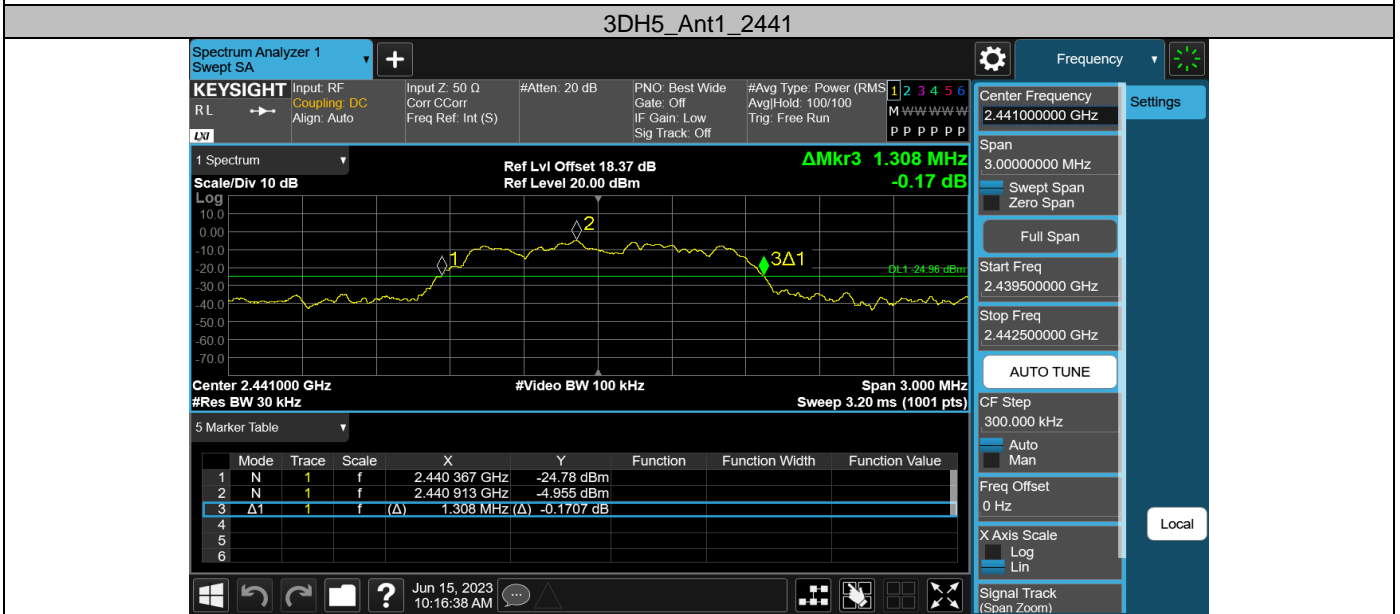 3DH5_Ant1_2441
Spectrum Analyzer 1
Swept SA
+
Frequency
KEYSIGHT
RL
LXI
Input: RF
Coupling: DC
Align: Auto
Input Z: 50 Ω
Corr CCorr
Freq Ref: Int (S)
#Atten: 20 dB
PNO: Best Wide
Gate: Off
IF Gain: Low
Sig Track: Off
#Avg Type: Power (RMS
Avg|Hold: 100/100
Trig: Free Run
1 2 3 4 5 6
M W W W W W
P P P P P P
1 Spectrum
Scale/Div 10 dB
Ref Lvl Offset 18.37 dB
Ref Level 20.00 dBm
ΔMkr3 1.308 MHz
-0.17 dB
Log
10.0
0.00
-10.0
-20.0
-30.0
-40.0
-50.0
-60.0
-70.0
1
2
3Δ1
DL1 -24.96 dBm
Center 2.441000 GHz
#Video BW 100 kHz
Span 3.000 MHz
#Res BW 30 kHz
Sweep 3.20 ms (1001 pts)
5 Marker Table
Mode Trace Scale X Y Function Function Width Function Value
1 N 1 f 2.440 367 GHz -24.78 dBm
2 N 1 f 2.440 913 GHz -4.955 dBm
3 Δ1 1 f (Δ) 1.308 MHz (Δ) -0.1707 dB
4
5
6
?
Jun 15, 2023
10:16:38 AM
Center Frequency
2.441000000 GHz
Settings
Span
3.00000000 MHz
Swept Span
Zero Span
Full Span
Start Freq
2.439500000 GHz
Stop Freq
2.442500000 GHz
AUTO TUNE
CF Step
300.000 kHz
Auto
Man
Freq Offset
0 Hz
Local
X Axis Scale
Log
Lin
Signal Track
(Span Zoom)